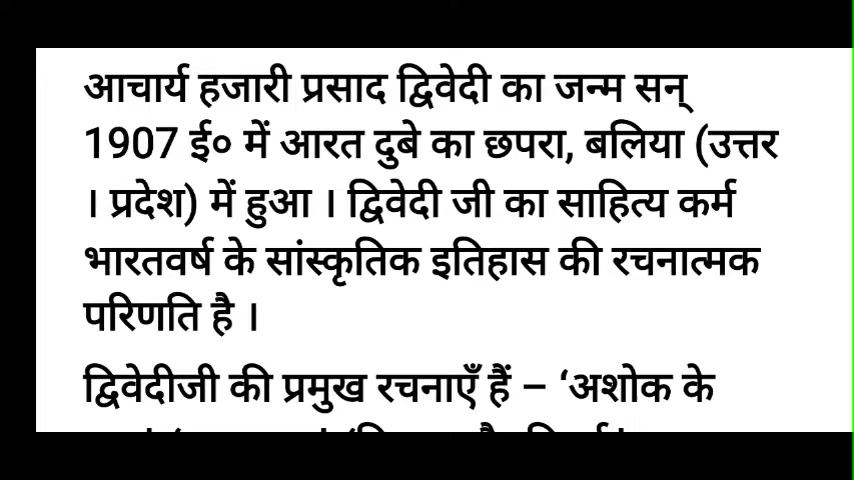 आचार्य हजारी प्रसाद द्विवेदी का जन्म सन्
1907 ई० में आरत दुबे का छपरा, बलिया (उत्तर
। प्रदेश) में हुआ । द्विवेदी जी का साहित्य कर्म
भारतवर्ष के सांस्कृतिक इतिहास की रचनात्मक
परिणति है ।
द्विवेदीजी की प्रमुख रचनाएँ हैं – ‘अशोक के